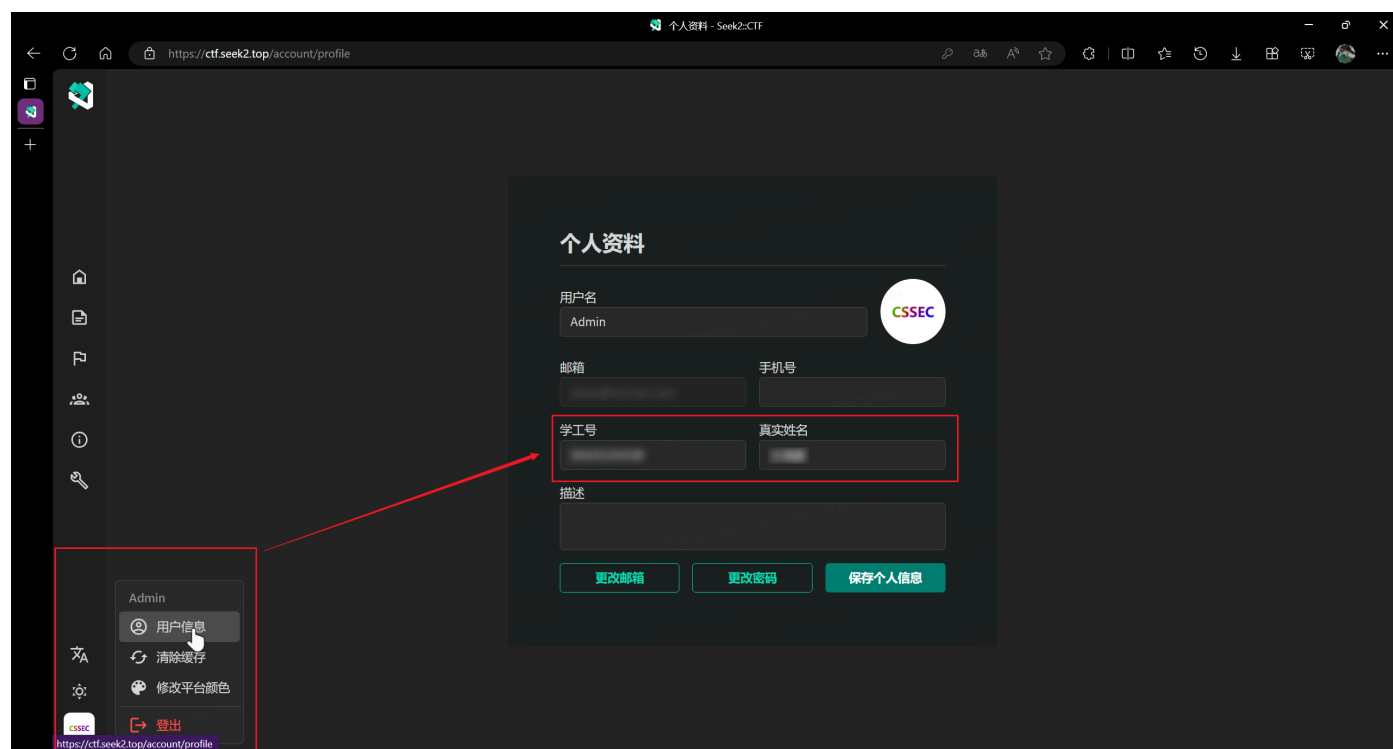 个人资料 - Seek2::CTF
https://ctf.seek2.top/account/profile
个人资料
用户名
Admin
CSSEC
邮箱
手机号
学工号
真实姓名
描述
更改邮箱
更改密码
保存个人信息
Admin
用户信息
清除缓存
修改平台颜色
登出
CSSEC
https://ctf.seek2.top/account/profile